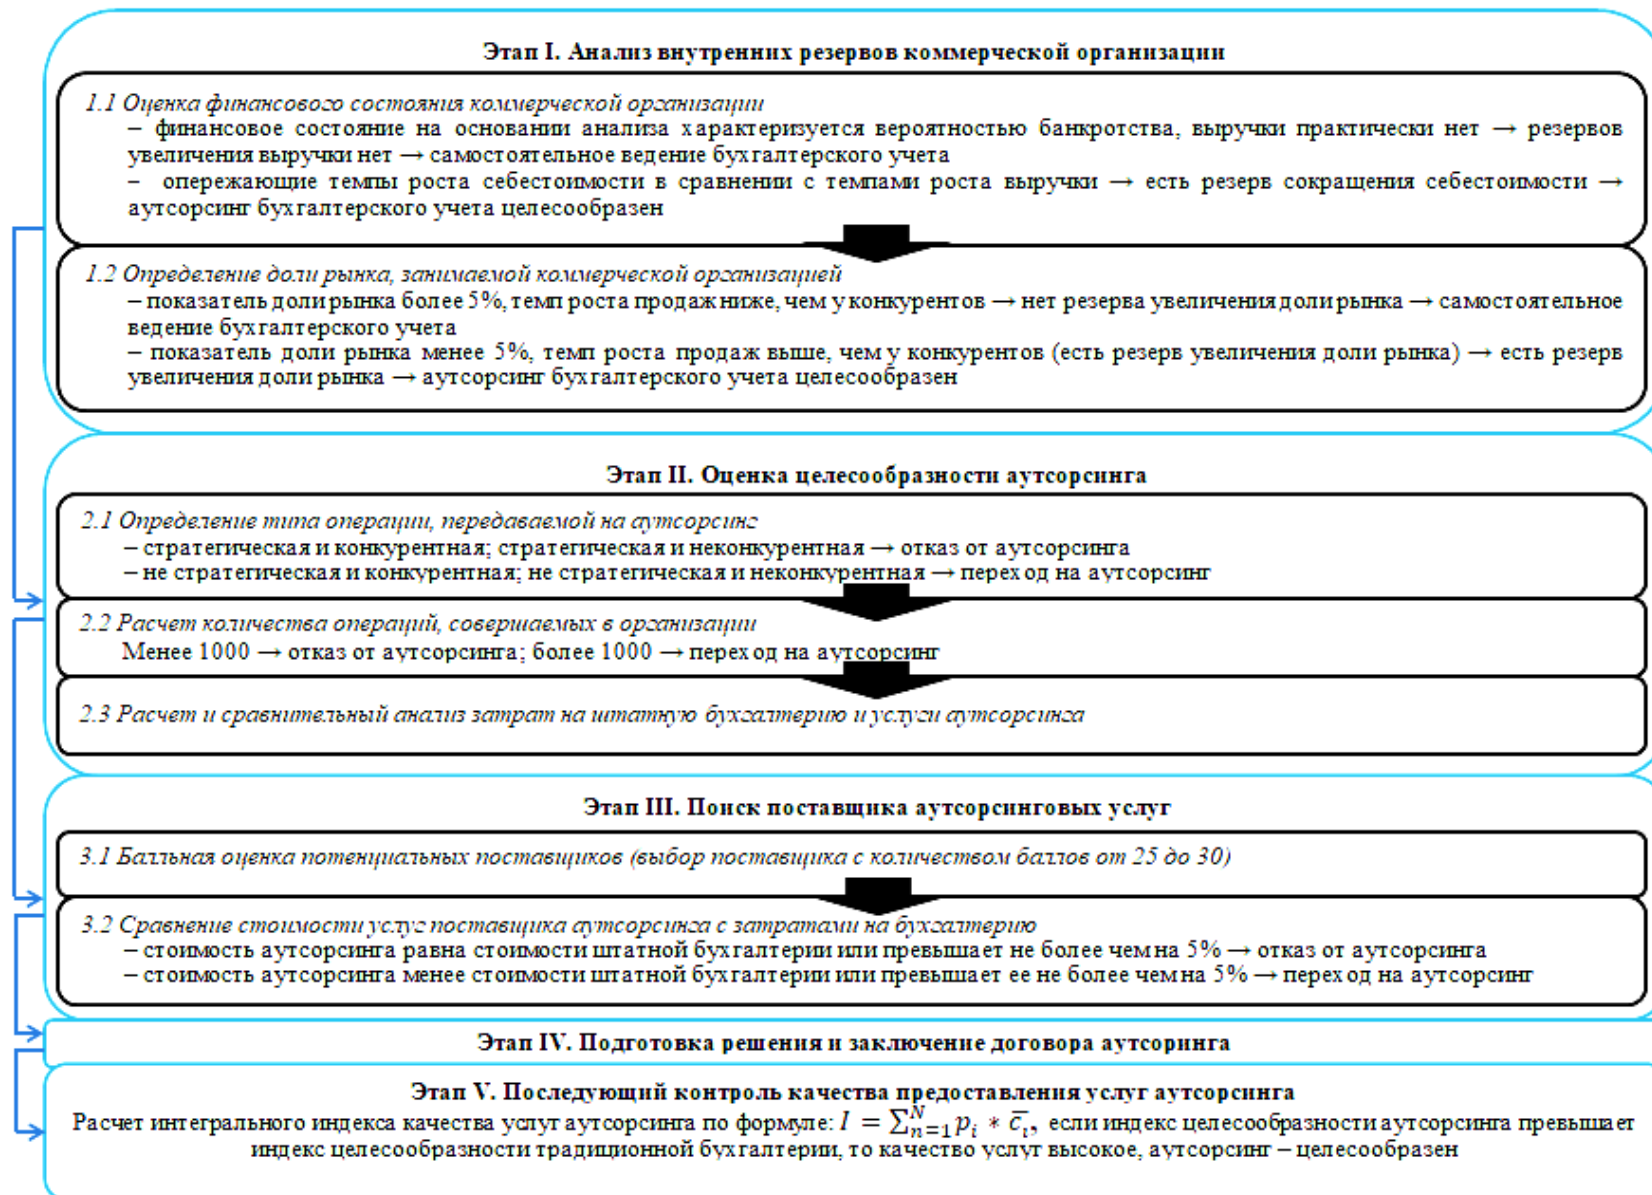 Этап I. Анализ внутренних резервов коммерческой организации
1.1 Оценка финансового состояния коммерческой организации
– финансовое состояние на основании анализа характеризуется вероятностью банкротства, выручки практически нет → резервов
увеличения выручки нет → самостоятельное ведение бухгалтерского учета
– опережающие темпы роста себестоимости в сравнении с темпами роста выручки → есть резерв сокращения себестоимости →
аутсорсинг бухгалтерского учета целесообразен
1.2 Определение доли рынка, занимаемой коммерческой организацией
– показатель доли рынка более 5%, темп роста продаж ниже, чем у конкурентов → нет резерва увеличения доли рынка → самостоятельное
ведение бухгалтерского учета
– показатель доли рынка менее 5%, темп роста продаж выше, чем у конкурентов (есть резерв увеличения доли рынка) → есть резерв
увеличения доли рынка → аутсорсинг бухгалтерского учета целесообразен
Этап II. Оценка целесообразности аутсорсинга
2.1 Определение типа операции, передаваемой на аутсорсинг
– стратегическая и конкурентная; стратегическая и неконкурентная → отказ от аутсорсинга
– не стратегическая и конкурентная; не стратегическая и неконкурентная → переход на аутсорсинг
2.2 Расчет количества операций, совершаемых в организации
Менее 1000 → отказ от аутсорсинга; более 1000 → переход на аутсорсинг
2.3 Расчет и сравнительный анализ затрат на штатную бухгалтерию и услуги аутсорсинга
Этап III. Поиск поставщика аутсорсинговых услуг
3.1 Балльная оценка потенциальных поставщиков (выбор поставщика с количеством баллов от 25 до 30)
3.2 Сравнение стоимости услуг поставщика аутсорсинга с затратами на бухгалтерию
– стоимость аутсорсинга равна стоимости штатной бухгалтерии или превышает не более чем на 5% → отказ от аутсорсинга
– стоимость аутсорсинга менее стоимости штатной бухгалтерии или превышает ее не более чем на 5% → переход на аутсорсинг
Этап IV. Подготовка решения и заключение договора аутсоринга
Этап V. Последующий контроль качества предоставления услуг аутсорсинга
Расчет интегрального индекса качества услуг аутсорсинга по формуле: I = ∑ᴺₙ₌₁ pᵢ * c̅ᵢ, если индекс целесообразности аутсорсинга превышает
индекс целесообразности традиционной бухгалтерии, то качество услуг высокое, аутсорсинг – целесообразен